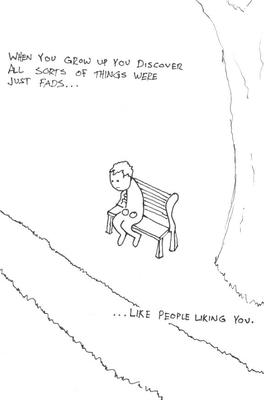 WHEN YOU GROW UP YOU DISCOVER
ALL SORTS OF THINGS WERE
JUST FADS...
...LIKE PEOPLE LIKING YOU.